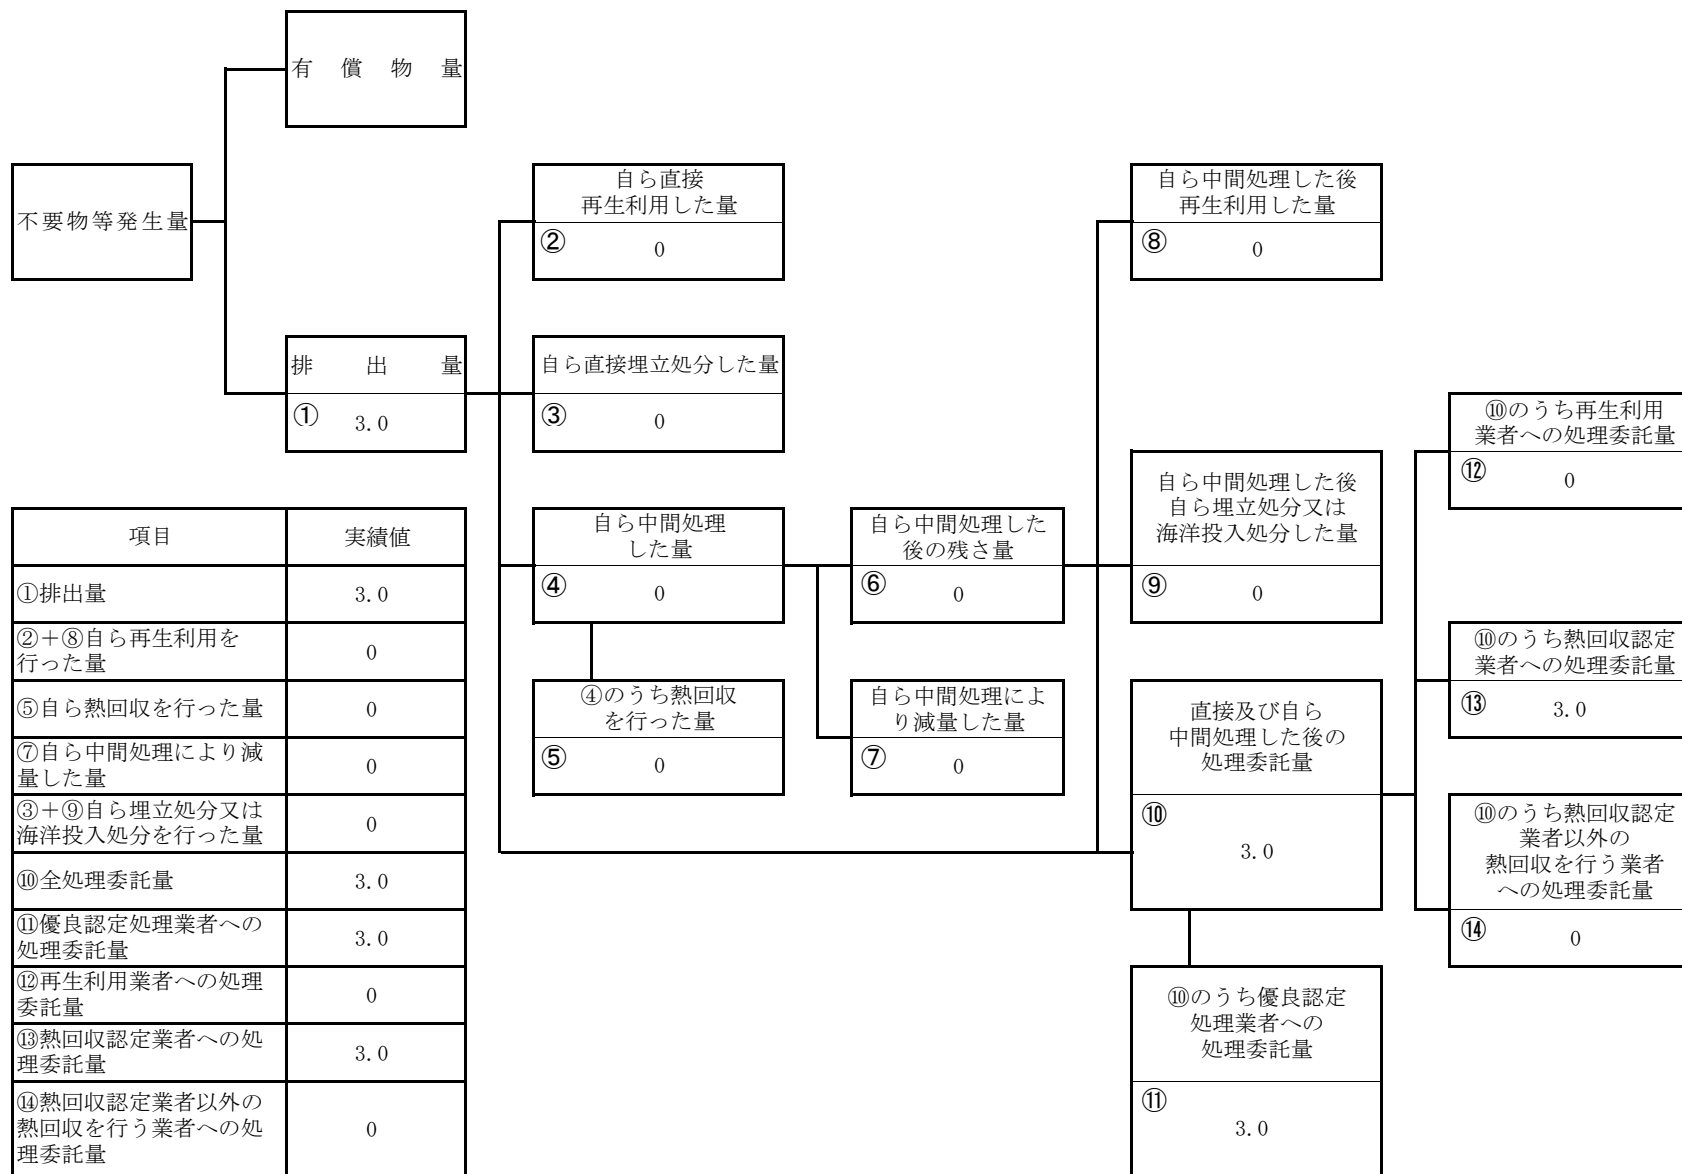 有償物量
不要物等発生量
排出量
① 3.0
自ら直接
再生利用した量
② 0
自ら直接埋立処分した量
③ 0
自ら中間処理
した量
④ 0
④のうち熱回収
を行った量
⑤ 0
自ら中間処理した
後の残さ量
⑥ 0
自ら中間処理によ
り減量した量
⑦ 0
自ら中間処理した後
再生利用した量
⑧ 0
自ら中間処理した後
自ら埋立処分又は
海洋投入処分した量
⑨ 0
直接及び自ら
中間処理した後の
処理委託量
⑩
3.0
⑩のうち優良認定
処理業者への
処理委託量
⑪
3.0
⑩のうち再生利用
業者への処理委託量
⑫ 0
⑩のうち熱回収認定
業者への処理委託量
⑬ 3.0
⑩のうち熱回収認定
業者以外の
熱回収を行う業者
への処理委託量
⑭ 0
項目 実績値
①排出量 3.0
②+⑧自ら再生利用を
行った量 0
⑤自ら熱回収を行った量 0
⑦自ら中間処理により減
量した量 0
③+⑨自ら埋立処分又は
海洋投入処分を行った量 0
⑩全処理委託量 3.0
⑪優良認定処理業者への
処理委託量 3.0
⑫再生利用業者への処理
委託量 0
⑬熱回収認定業者への処
理委託量 3.0
⑭熱回収認定業者以外の
熱回収を行う業者への処 0
理委託量